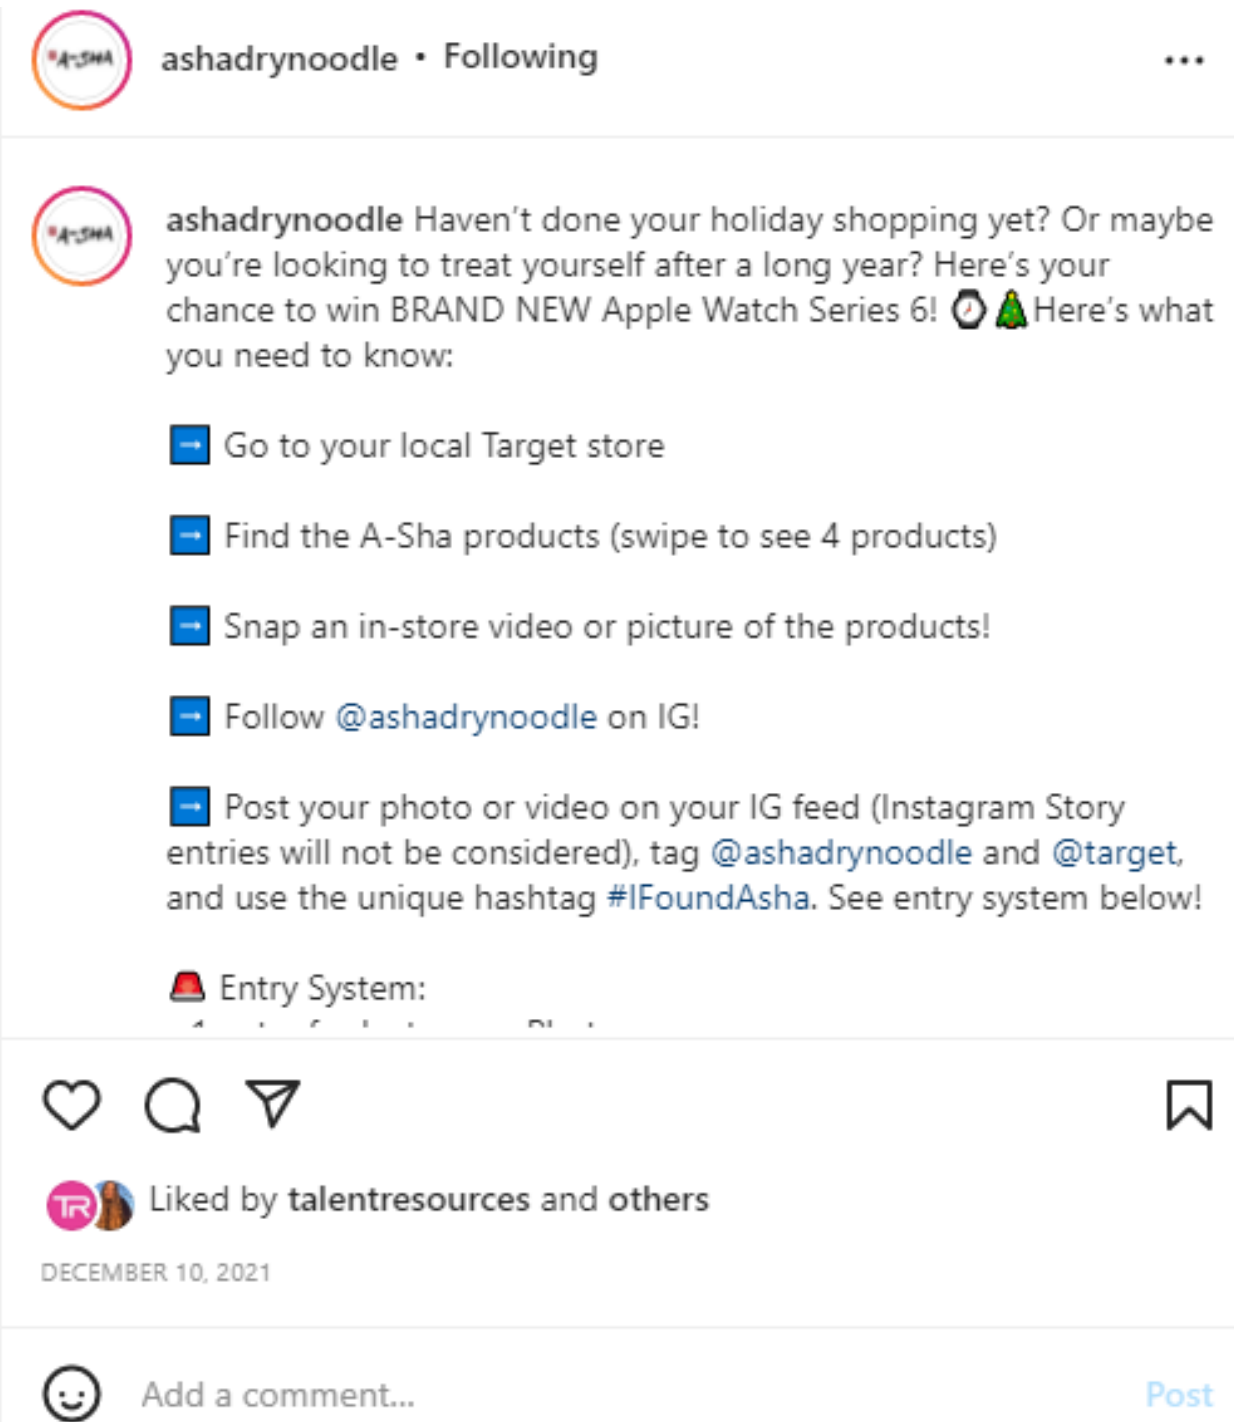 A-SHA
ashadrynoodle • Following
A-SHA
ashadrynoodle Haven't done your holiday shopping yet? Or maybe
you're looking to treat yourself after a long year? Here's your
chance to win BRAND NEW Apple Watch Series 6! ⌚🎄Here's what
you need to know:
➡️ Go to your local Target store
➡️ Find the A-Sha products (swipe to see 4 products)
➡️ Snap an in-store video or picture of the products!
➡️ Follow @ashadrynoodle on IG!
➡️ Post your photo or video on your IG feed (Instagram Story
entries will not be considered), tag @ashadrynoodle and @target,
and use the unique hashtag #IFoundAsha. See entry system below!
🚨 Entry System:
TR Liked by talentresources and others
DECEMBER 10, 2021
Add a comment...
Post